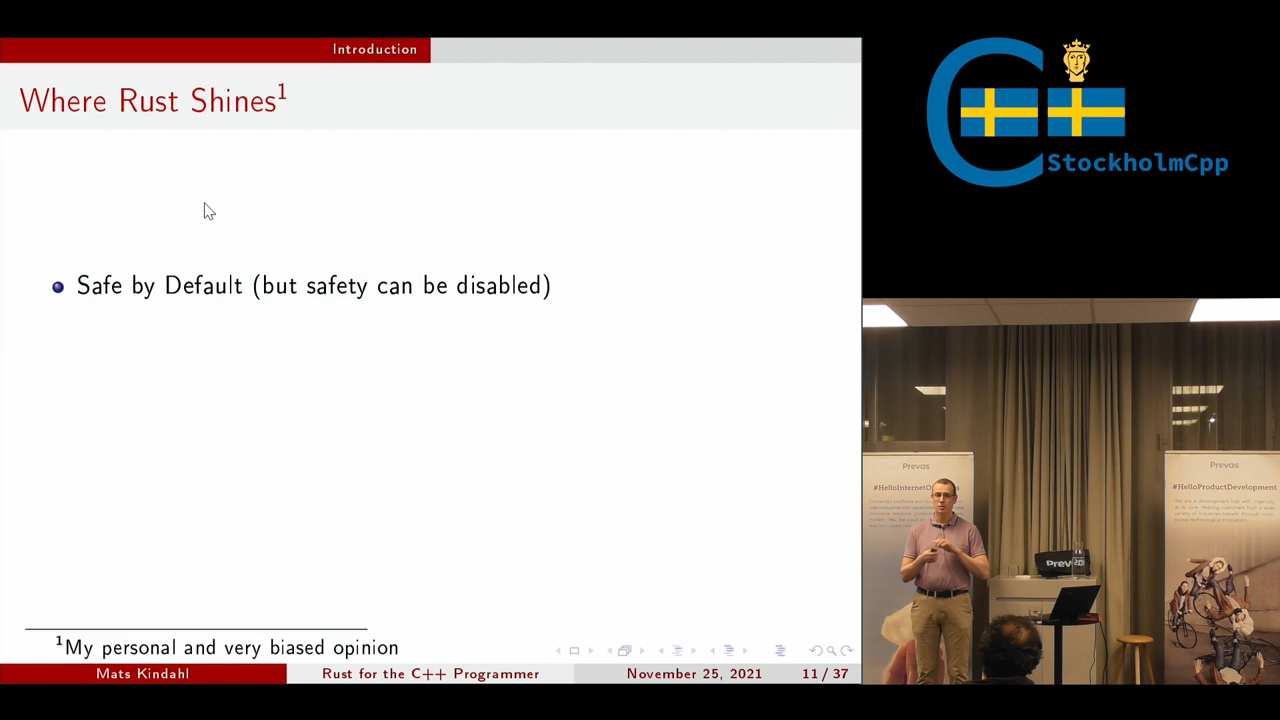 Introduction
Where Rust Shines¹
Safe by Default (but safety can be disabled)
¹My personal and very biased opinion
Mats Kindahl
Rust for the C++ Programmer
November 25, 2021
11 / 37
StockholmCpp
Prevas
Prevas
#HelloProductDevelopment